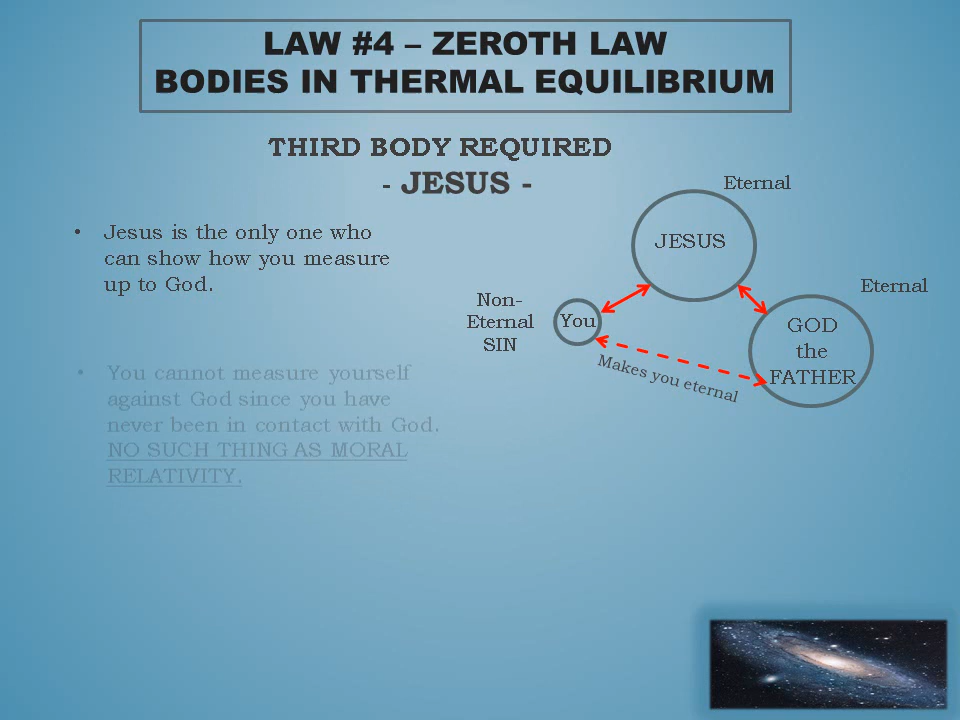 LAW #4 – ZEROTH LAW
BODIES IN THERMAL EQUILIBRIUM
THIRD BODY REQUIRED
- JESUS -
• Jesus is the only one who
can show how you measure
up to God.
• You cannot measure yourself
against God since you have
never been in contact with God.
NO SUCH THING AS MORAL
RELATIVITY.
Eternal
JESUS
Eternal
Non-
Eternal
SIN
You
GOD
the
FATHER
Makes you eternal